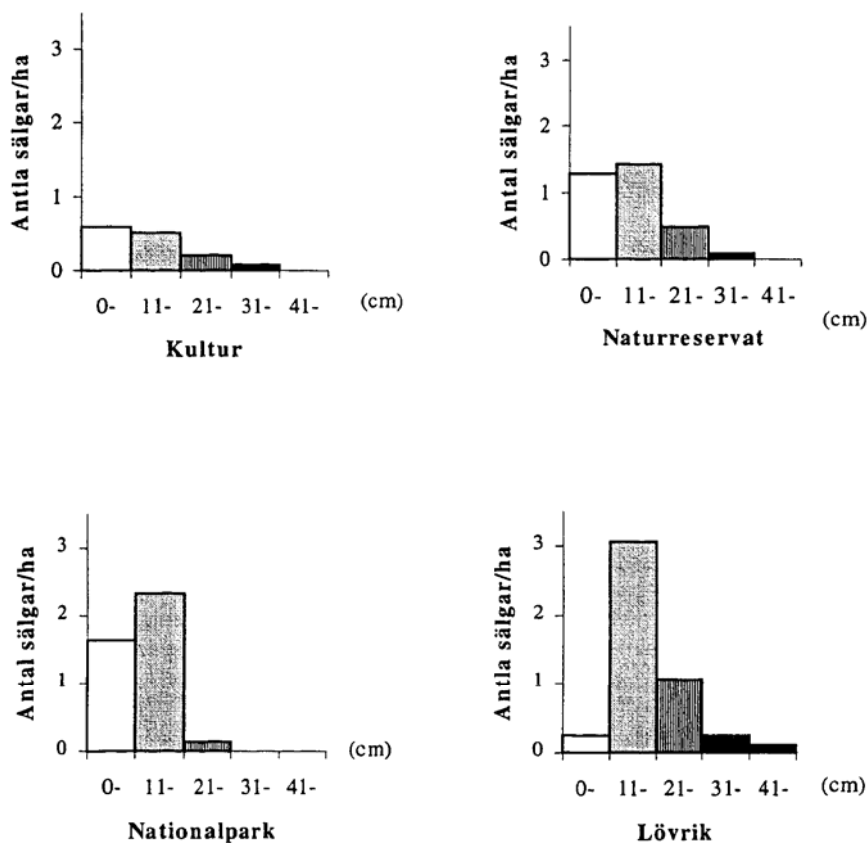 Antla sälgar/ha
3
2
1
0
0- 11- 21- 31- 41- (cm)
Kultur
Antal sälgar/ha
3
2
1
0
0- 11- 21- 31- 41- (cm)
Naturreservat
Antal sälgar/ha
3
2
1
0
(cm)
0- 11- 21- 31- 41-
Nationalpark
Antla sälgar/ha
3
2
1
0
0- 11- 21- 31- 41- (cm)
Lövrik